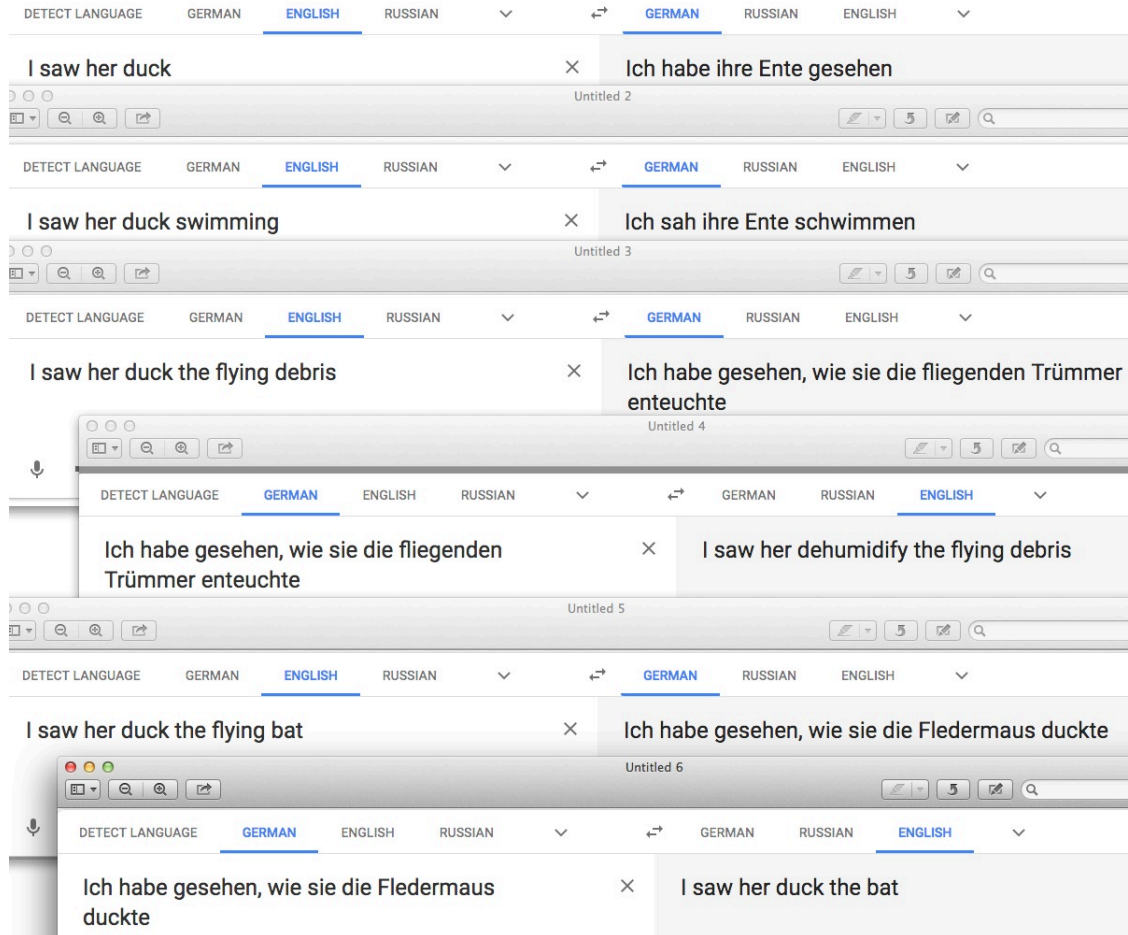 DETECT LANGUAGE GERMAN ENGLISH RUSSIAN GERMAN RUSSIAN ENGLISH
I saw her duck Ich habe ihre Ente gesehen
Untitled 2
DETECT LANGUAGE GERMAN ENGLISH RUSSIAN GERMAN RUSSIAN ENGLISH
I saw her duck swimming Ich sah ihre Ente schwimmen
Untitled 3
DETECT LANGUAGE GERMAN ENGLISH RUSSIAN GERMAN RUSSIAN ENGLISH
I saw her duck the flying debris Ich habe gesehen, wie sie die fliegenden Trümmer
enteuchte
Untitled 4
DETECT LANGUAGE GERMAN ENGLISH RUSSIAN GERMAN RUSSIAN ENGLISH
Ich habe gesehen, wie sie die fliegenden I saw her dehumidify the flying debris
Trümmer enteuchte
Untitled 5
DETECT LANGUAGE GERMAN ENGLISH RUSSIAN GERMAN RUSSIAN ENGLISH
I saw her duck the flying bat Ich habe gesehen, wie sie die Fledermaus duckte
Untitled 6
DETECT LANGUAGE GERMAN ENGLISH RUSSIAN GERMAN RUSSIAN ENGLISH
Ich habe gesehen, wie sie die Fledermaus I saw her duck the bat
duckte